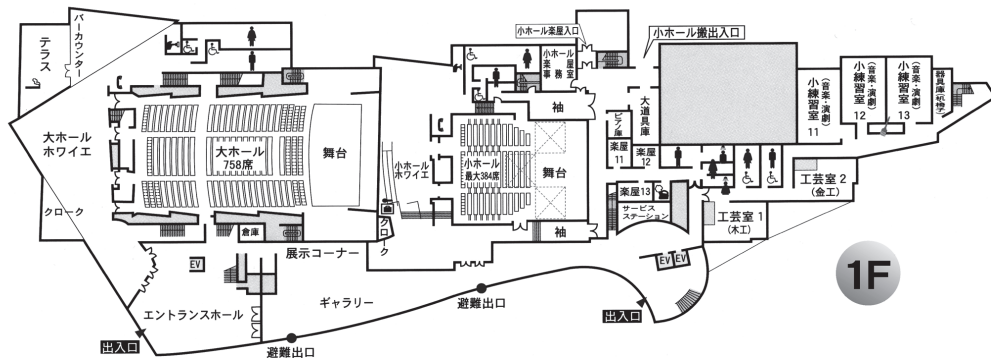 バーカウンター
テラス
大ホール
ホワイエ
クローク
大ホール
758席
舞台
倉庫
展示コーナー
EV
エントランスホール
出入口
避難出口
ギャラリー
避難出口
小ホール
ホワイエ
クローク
小ホール
最大384席
舞台
袖
袖
小ホール
楽屋
事務室
小ホール楽屋入口
小ホール搬出入口
大道具庫
ピアノ庫
楽屋
11
楽屋
12
楽屋13
サービス
ステーション
EV
EV
出入口
小練習室
(音楽・演劇)
11
小練習室
(音楽・演劇)
12
小練習室
(音楽・演劇)
13
器具庫(机・椅子)
工芸室2
(金工)
工芸室1
(木工)
1F